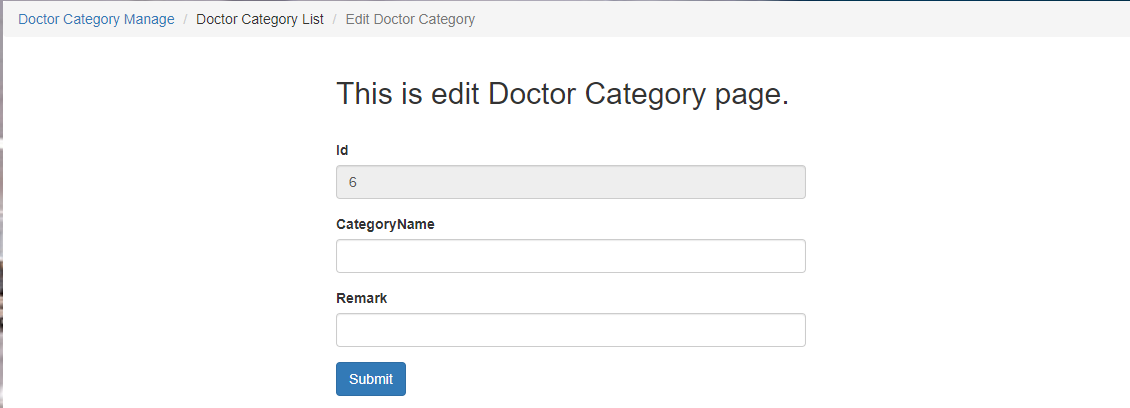 Doctor Category Manage / Doctor Category List / Edit Doctor Category
This is edit Doctor Category page.
Id
6
CategoryName
Remark
Submit